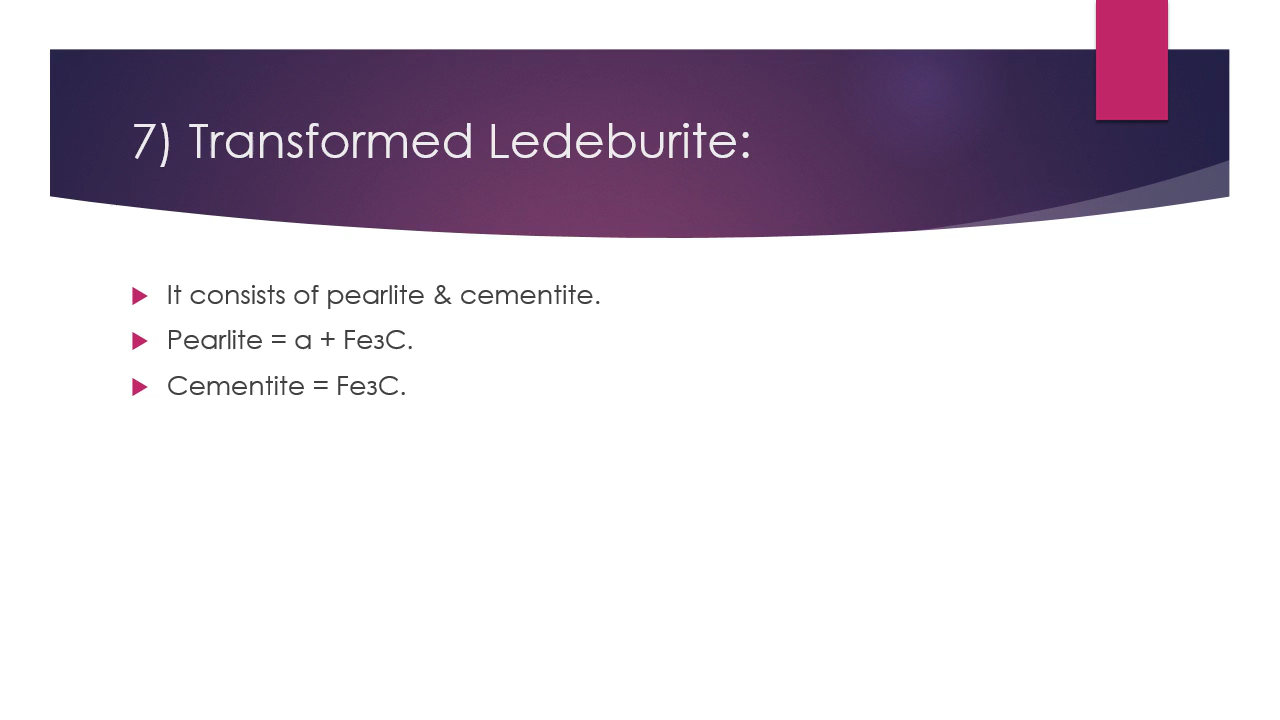 7) Transformed Ledeburite:
It consists of pearlite & cementite.
Pearlite = a + Fe₃C.
Cementite = Fe₃C.